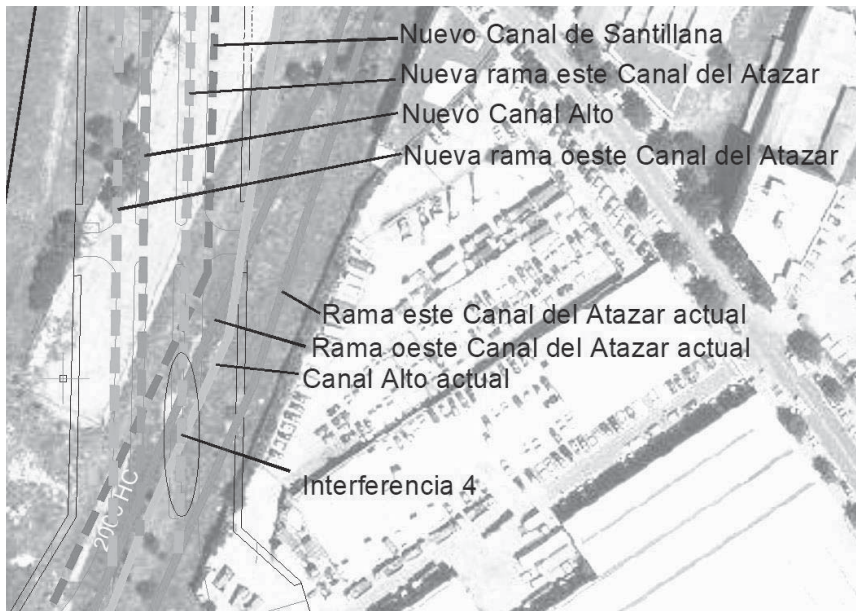 Nuevo Canal de Santillana
Nueva rama este Canal del Atazar
Nuevo Canal Alto
Nueva rama oeste Canal del Atazar
Rama este Canal del Atazar actual
Rama oeste Canal del Atazar actual
Canal Alto actual
Interferencia 4
HC